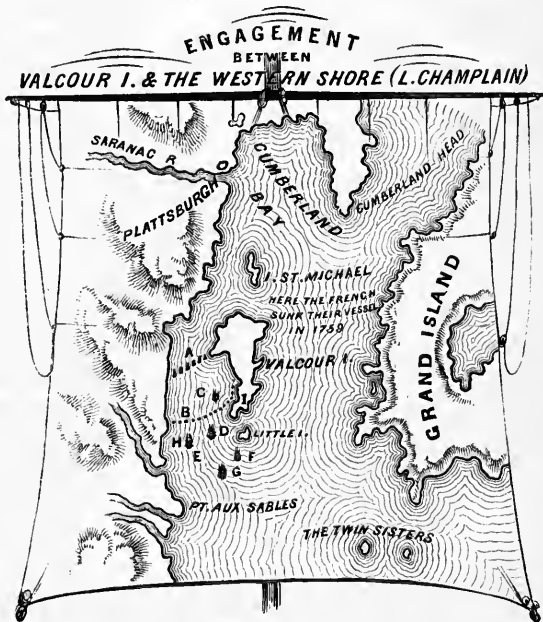 ENGAGEMENT
BETWEEN
VALCOUR I. & THE WESTERN SHORE (L.CHAMPLAIN)
SARANAC R
PLATTSBURGH
CUMBERLAND
BAY
CUMBERLAND HEAD
I. ST. MICHAEL
HERE THE FRENCH
SUNK THEIR VESSEL
IN 1759
GRAND ISLAND
VALCOUR I.
A
C
I
B
D
LITTLE I.
H
E
F
G
PT. AUX SABLES
THE TWIN SISTERS